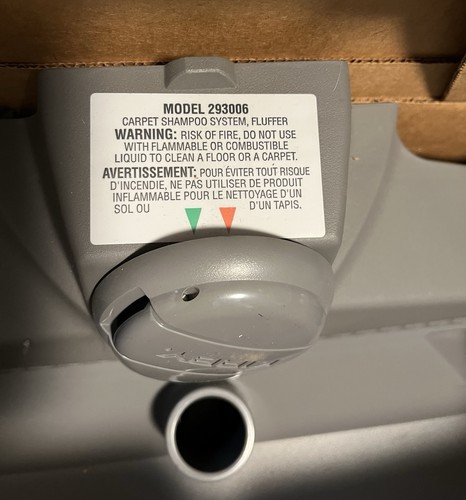 MODEL 293006
CARPET SHAMPOO SYSTEM, FLUFFER
WARNING: RISK OF FIRE, DO NOT USE
WITH FLAMMABLE OR COMBUSTIBLE
LIQUID TO CLEAN A FLOOR OR A CARPET.
AVERTISSEMENT: POUR ÉVITER TOUT RISQUE
D'INCENDIE, NE PAS UTILISER DE PRODUIT
INFLAMMABLE POUR LE NETTOYAGE D'UN
SOL OU D'UN TAPIS.